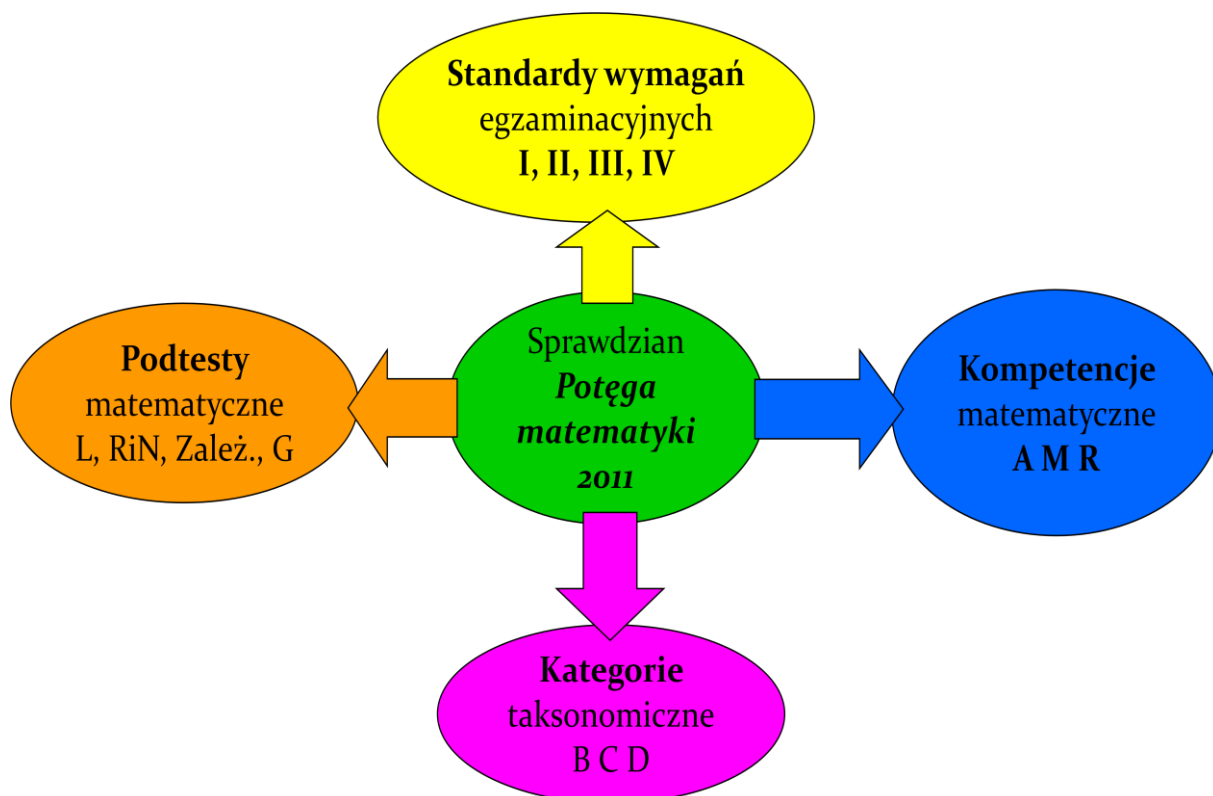 Standardy wymagań
egzaminacyjnych
I, II, III, IV
Podtesty
matematyczne
L, RiN, Zależ., G
Sprawdzian
Potęga
matematyki
2011
Kompetencje
matematyczne
A M R
Kategorie
taksonomiczne
B C D